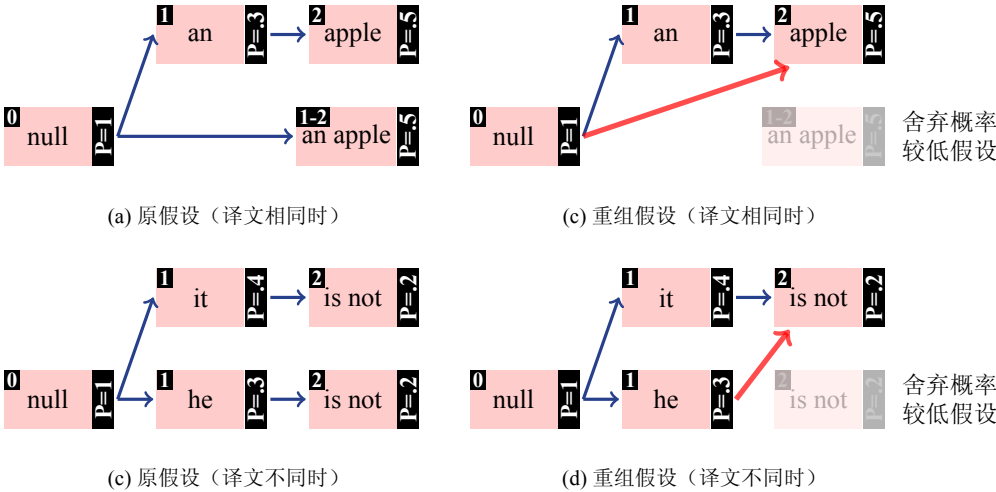 1 an P=.3 2 apple P=.5
0 null P=1 1-2 an apple P=.5
(a) 原假设（译文相同时）
1 an P=.3 2 apple P=.5
0 null P=1 1-2 an apple P=.5
舍弃概率
较低假设
(c) 重组假设（译文相同时）
1 it P=.4 2 is not P=.2
0 null P=1 1 he P=.3 2 is not P=.2
(c) 原假设（译文不同时）
1 it P=.4 2 is not P=.2
0 null P=1 1 he P=.3 2 is not P=.2
舍弃概率
较低假设
(d) 重组假设（译文不同时）